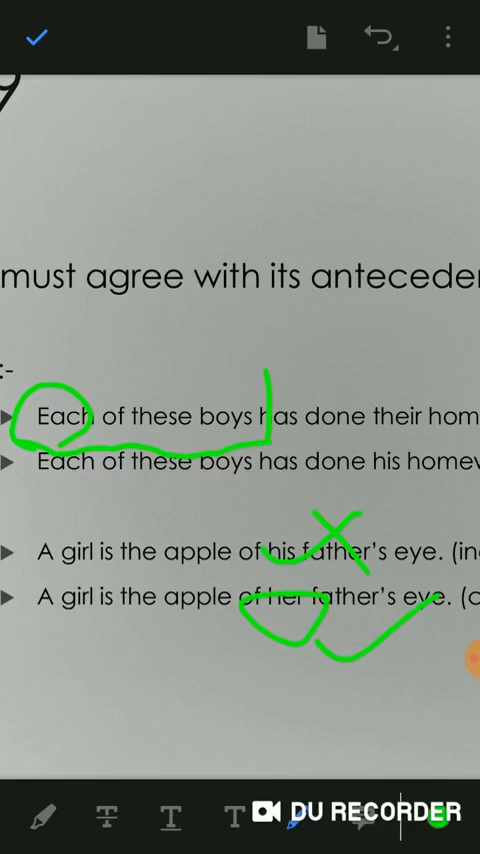 must agree with its anteceder
:-
Each of these boys has done their hom
Each of these boys has done his homew
A girl is the apple of his father's eye. (in
A girl is the apple of her father's eye. (c
T T T
DU RECORDER